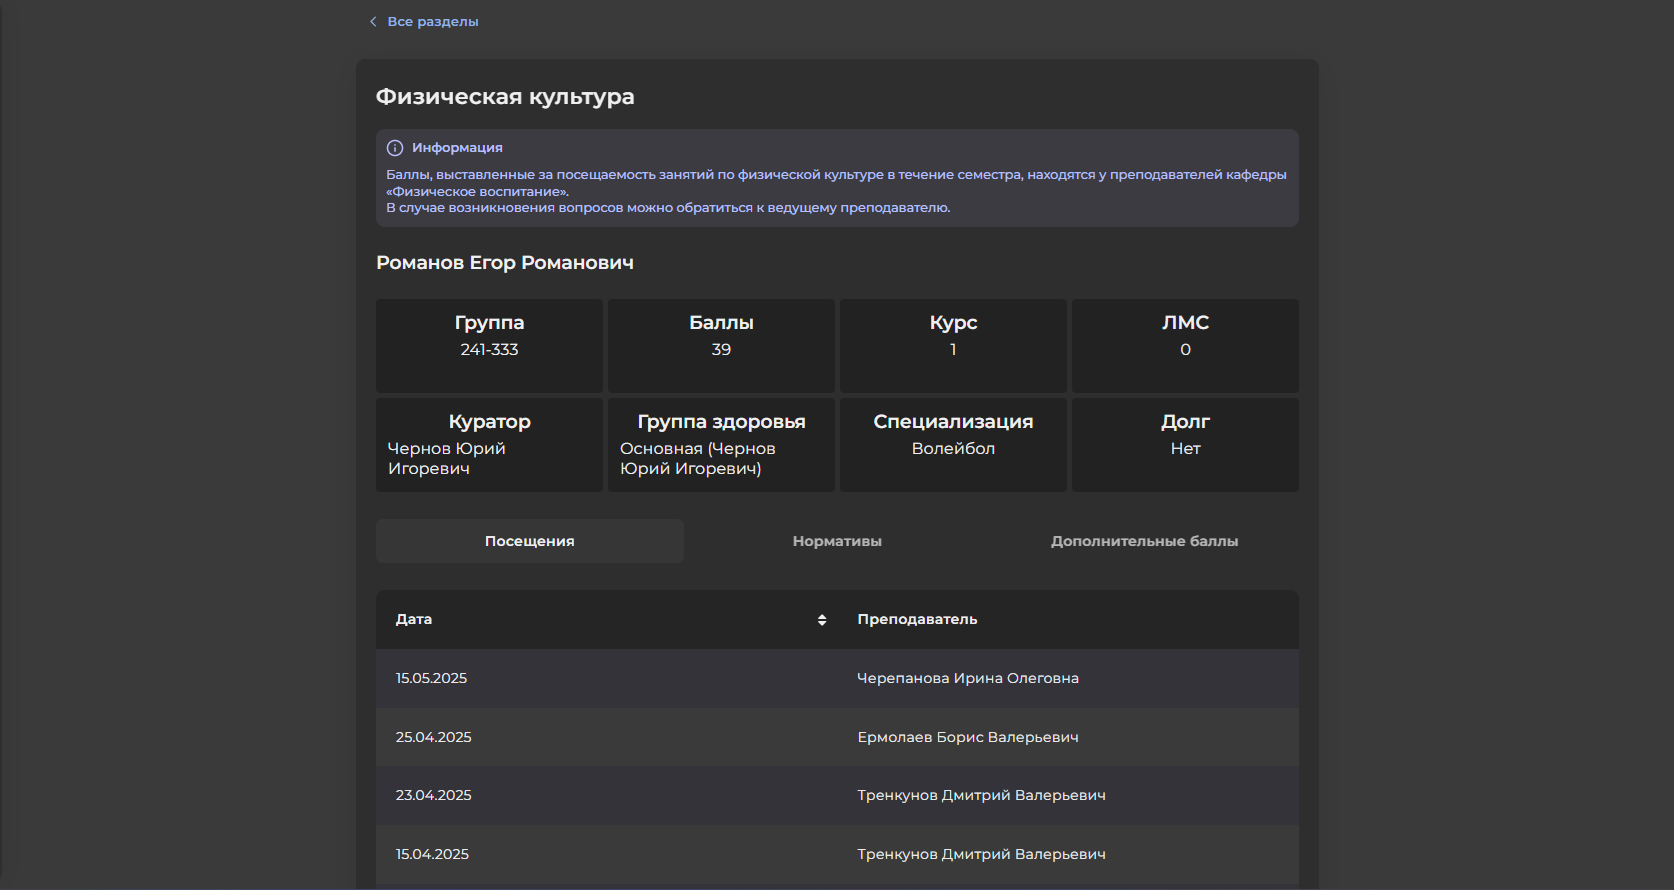 Все разделы
Физическая культура
Информация
Баллы, выставленные за посещаемость занятий по физической культуре в течение семестра, находятся у преподавателей кафедры
«Физическое воспитание».
В случае возникновения вопросов можно обратиться к ведущему преподавателю.
Романов Егор Романович
Группа
241-333
Баллы
39
Курс
1
ЛМС
0
Куратор
Чернов Юрий
Игоревич
Группа здоровья
Основная (Чернов
Юрий Игоревич)
Специализация
Волейбол
Долг
Нет
Посещения
Нормативы
Дополнительные баллы
Дата
Преподаватель
15.05.2025
Черепанова Ирина Олеговна
25.04.2025
Ермолаев Борис Валерьевич
23.04.2025
Тренкунов Дмитрий Валерьевич
15.04.2025
Тренкунов Дмитрий Валерьевич